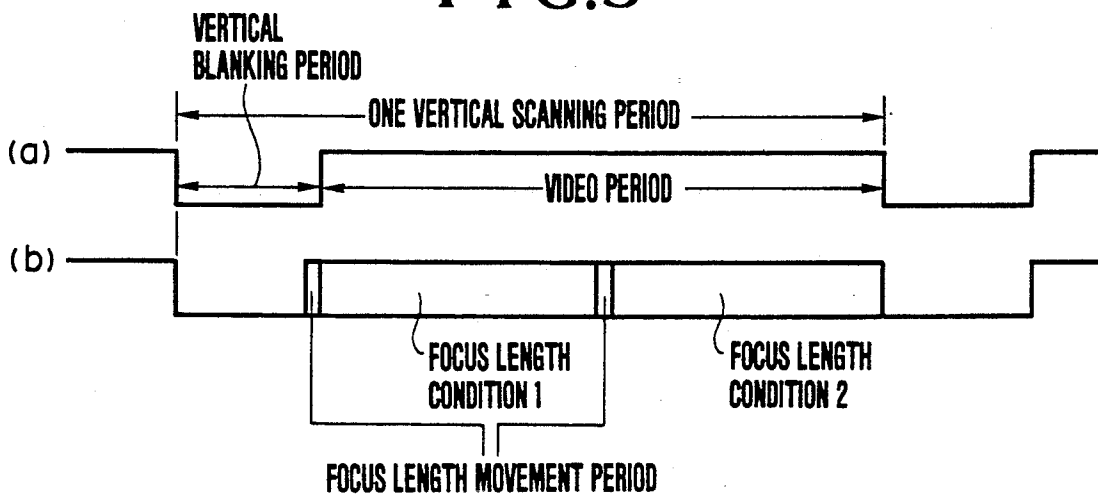 FIG.
VERTICAL
BLANKING PERIOD
ONE VERTICAL SCANNING PERIOD
(a)
VIDEO PERIOD
(b)
FOCUS LENGTH
CONDITION 1
FOCUS LENGTH
CONDITION 2
FOCUS LENGTH MOVEMENT PERIOD